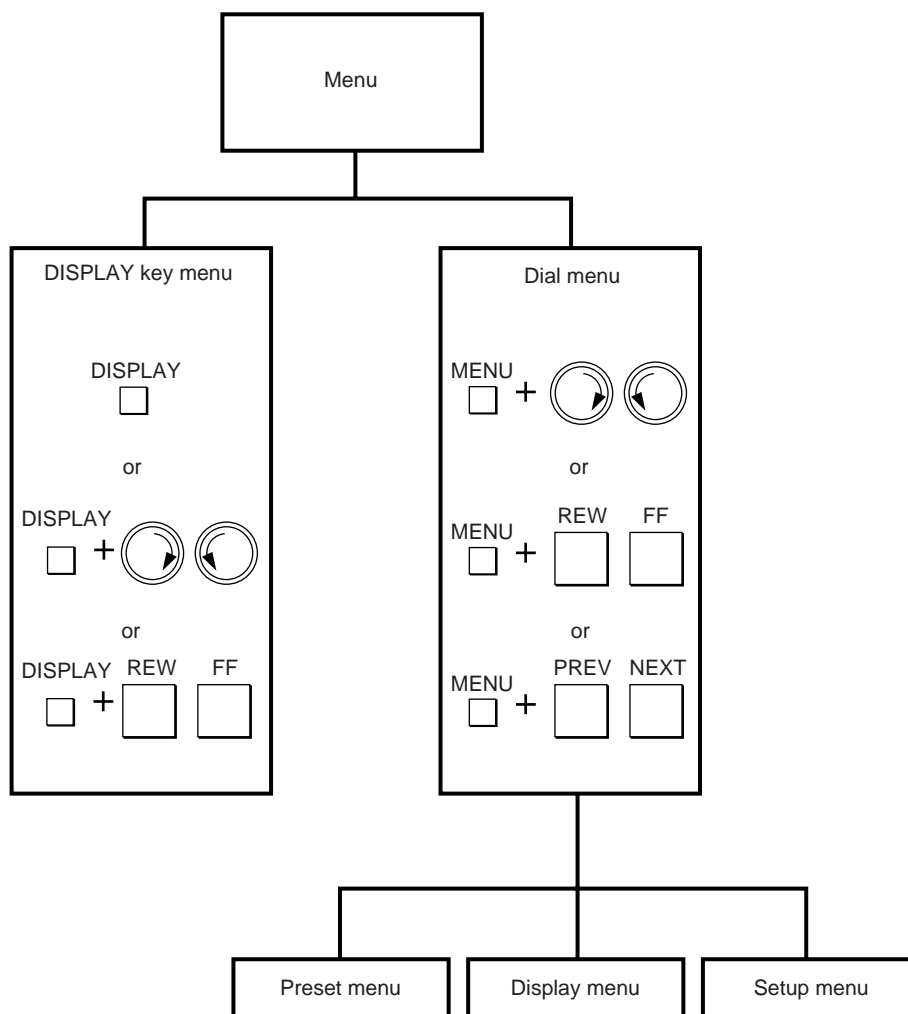 Menu
DISPLAY key menu
DISPLAY
or
DISPLAY
+
or
DISPLAY
+
REW FF
Dial menu
MENU
+
or
MENU
+
REW FF
or
MENU
+
PREV NEXT
Preset menu
Display menu
Setup menu